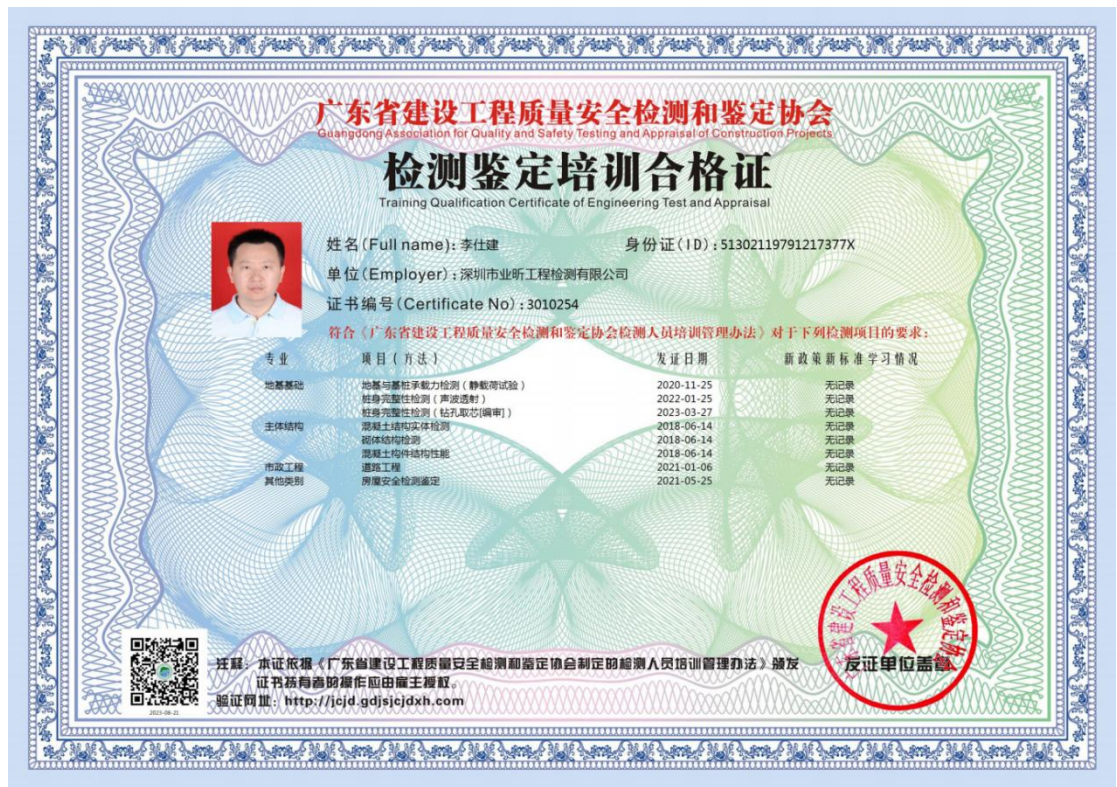 广东省建设工程质量安全检测和鉴定协会
Guangdong Association for Quality and Safety Testing and Appraisal of Construction Projects
检测鉴定培训合格证
Training Qualification Certificate of Engineering Test and Appraisal
姓名(Full name)：李仕建 身份证(ID)：51302119791217377X
单位(Employer)：深圳市业昕工程检测有限公司
证书编号(Certificate No)：3010254
符合《广东省建设工程质量安全检测和鉴定协会检测人员培训管理办法》对于下列检测项目的要求：
专业 项目(方法) 发证日期 新政策新标准学习情况
地基基础 地基与基桩承载力检测(静载荷试验) 2020-11-25 无记录
桩身完整性检测(声波透射) 2022-01-25 无记录
桩身完整性检测(钻孔取芯[编审]) 2023-03-27 无记录
主体结构 混凝土结构实体检测 2018-06-14 无记录
砌体结构检测 2018-06-14 无记录
混凝土构件结构性能 2018-06-14 无记录
市政工程 道路工程 2021-01-06 无记录
其他类别 房屋安全检测鉴定 2021-05-25 无记录
广东省建设工程质量安全检测和鉴定协会
发证单位盖章
注释：本证依据《广东省建设工程质量安全检测和鉴定协会制定的检测人员培训管理办法》颁发
证书持有者的操作应由雇主授权。
验证网址：http://jcjd.gdjsjcjdxh.com
2023-06-21